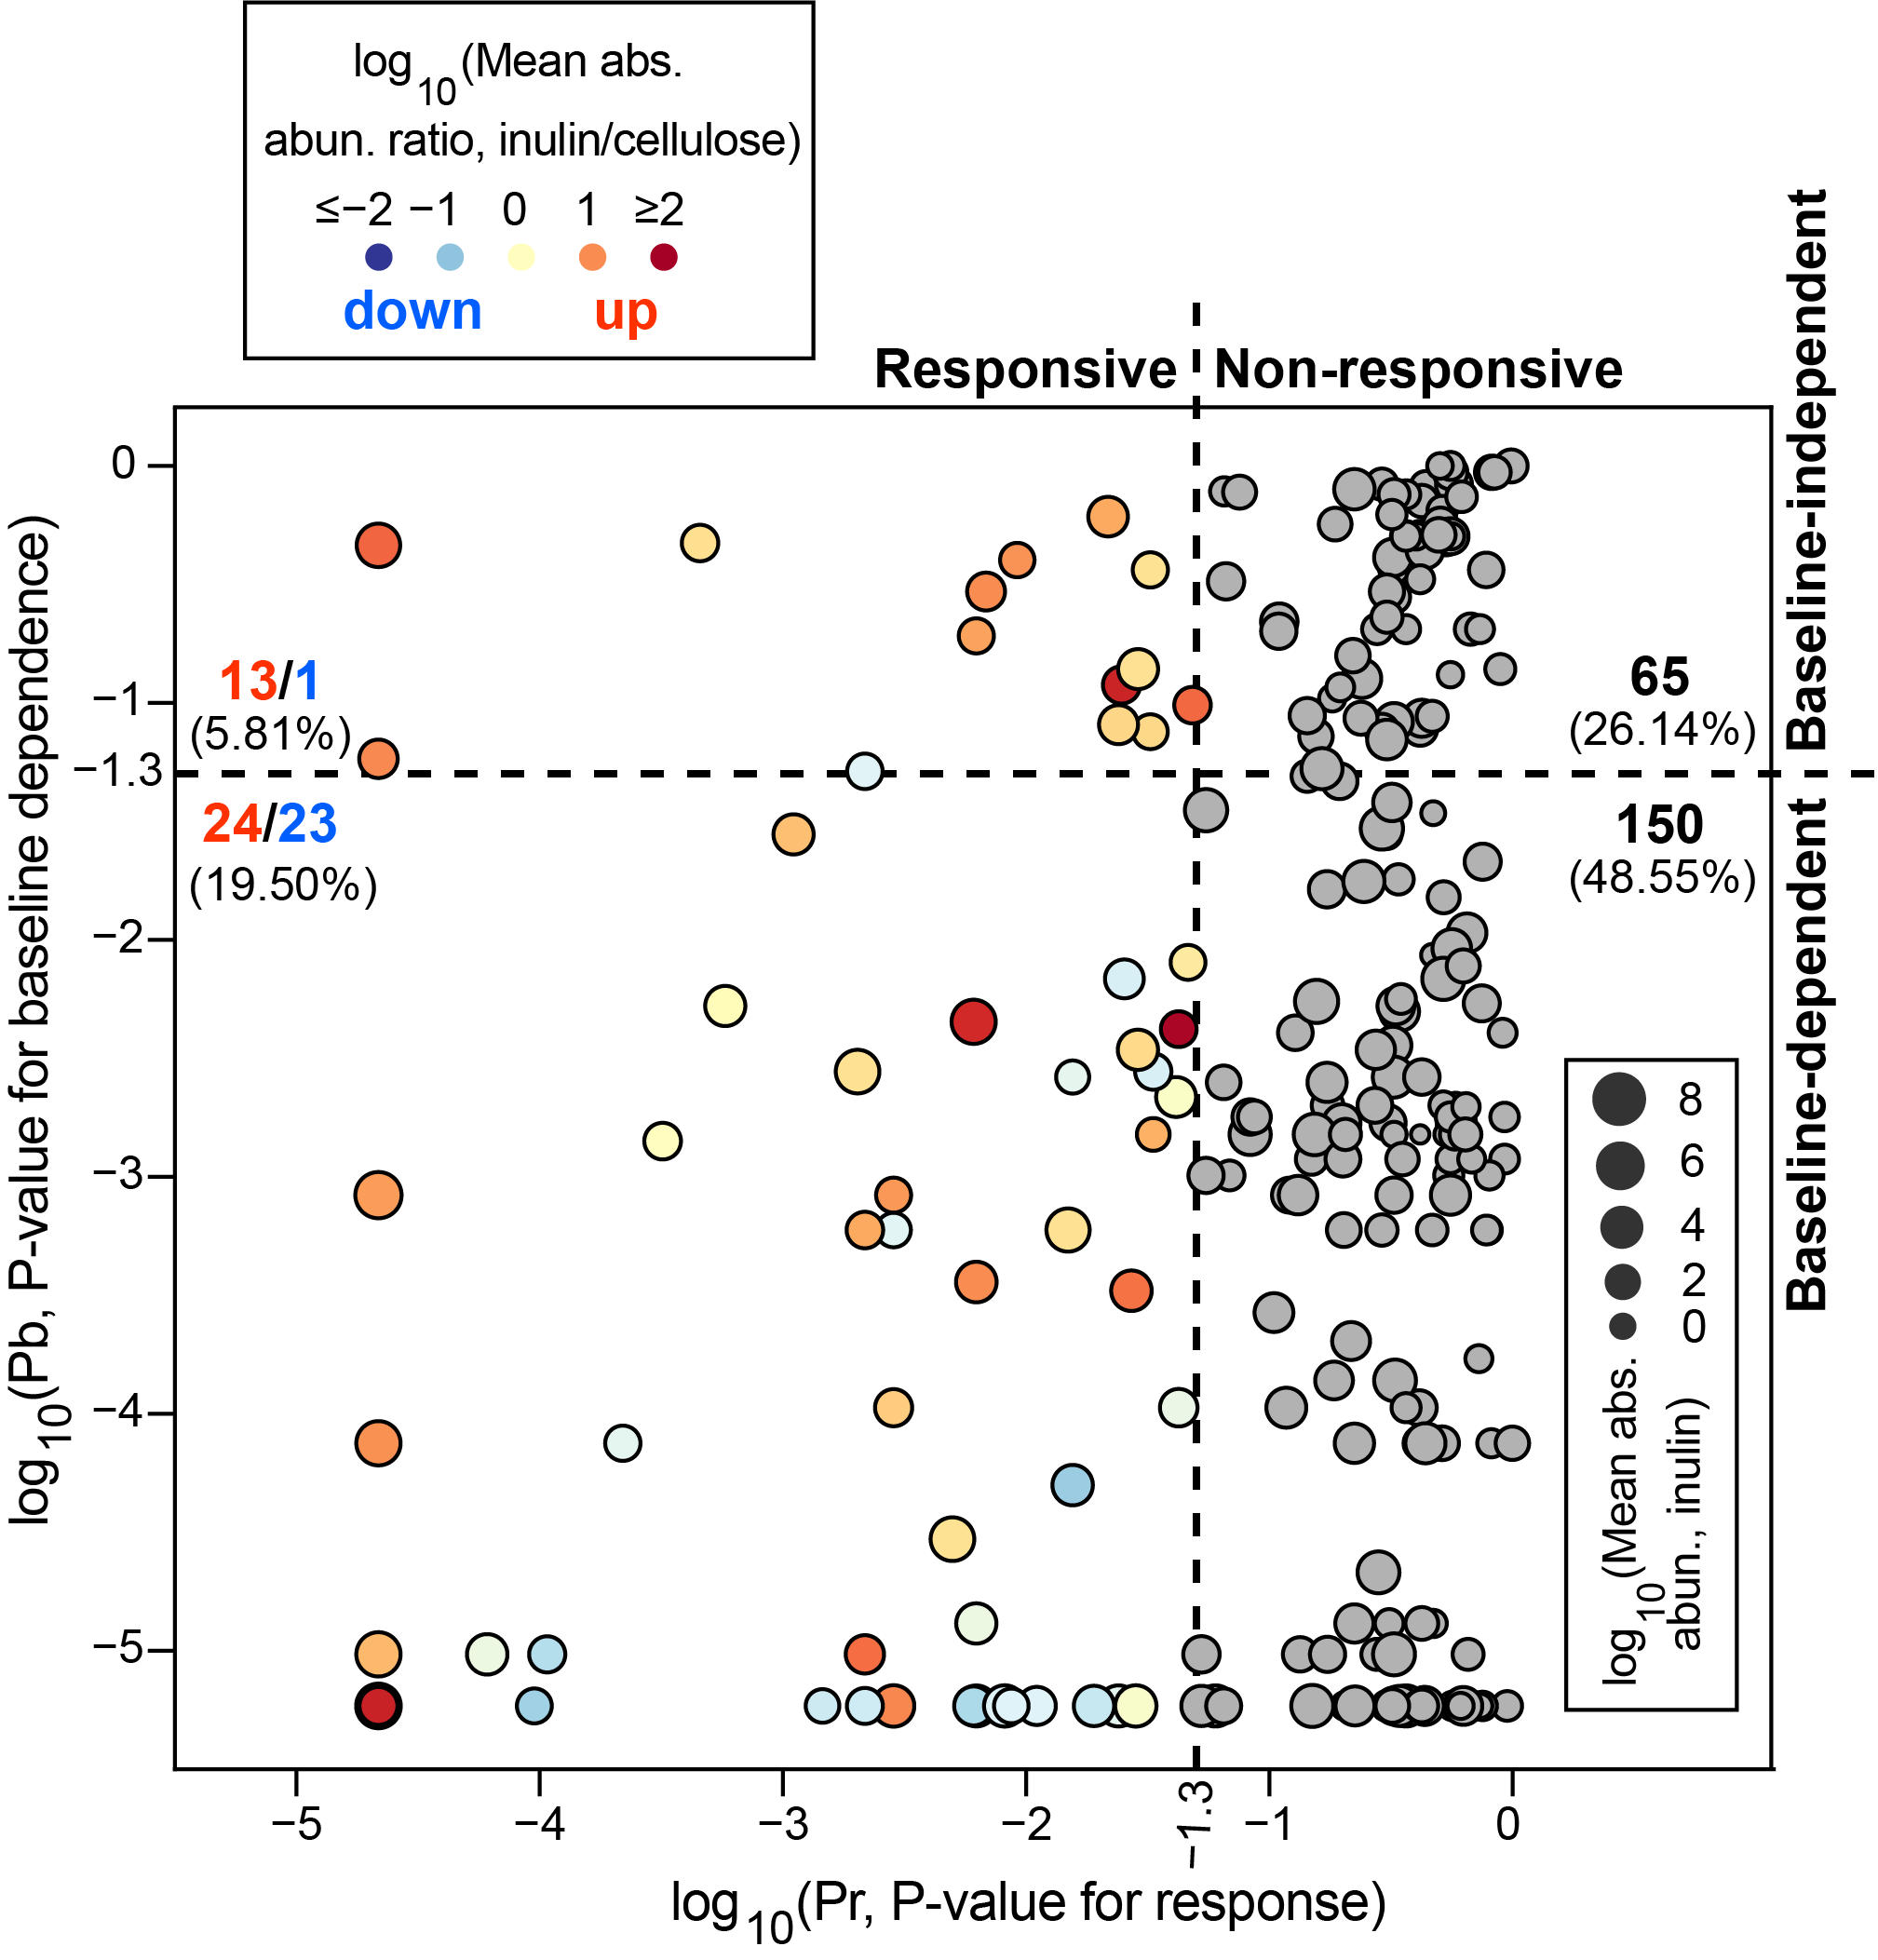 log10(Mean abs.
abun. ratio, inulin/cellulose)
≤−2 −1 0 1 ≥2
down up
Responsive Non-responsive
Baseline-independent
Baseline-dependent
log10(Pb, P-value for baseline dependence)
0
−1
−1.3
−2
−3
−4
−5
13/1
(5.81%)
24/23
(19.50%)
65
(26.14%)
150
(48.55%)
8
6
4
2
0
log10(Mean abs.
abun., inulin)
−5 −4 −3 −2 −1.3 −1 0
log10(Pr, P-value for response)